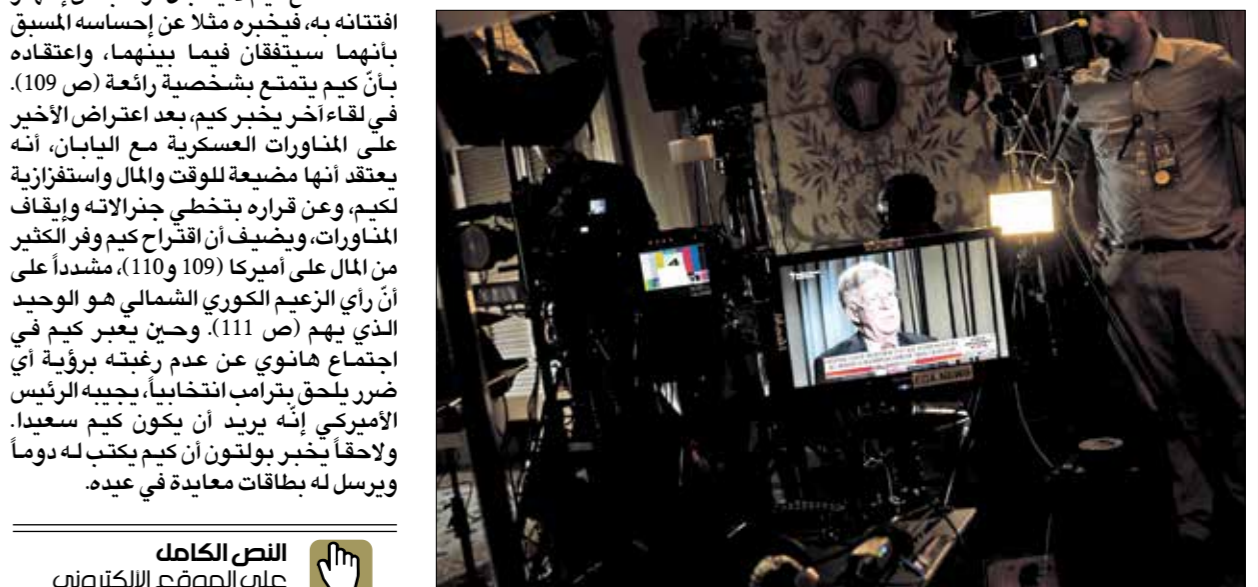 افتتانه به، فيخبره مثلا عن إحساسه المسبق
بأنهما سيتفقان فيما بينهما، واعتقاده
بأنّ كيم يتمتع بشخصية رائعة (ص 109).
في لقاء آخر يخبر كيم، بعد اعتراض الأخير
على المناورات العسكرية مع اليابان، أنه
يعتقد أنها مضيعة للوقت والمال واستفزازية
لكيم، وعن قراره بتخطي جنرالاته وإيقاف
المناورات، ويضيف أن اقتراح كيم وفر الكثير
من المال على أميركا (109 و110)، مشدداً على
أنّ رأي الزعيم الكوري الشمالي هو الوحيد
الذي يهم (ص 111). وحين يعبر كيم في
اجتماع هانوي عن عدم رغبته برؤية أي
ضرر يلحق بترامب انتخابياً، يجيبه الرئيس
الأميركي إنّه يريد أن يكون كيم سعيدا.
ولاحقاً يخبر بولتون أن كيم يكتب له دوماً
ويرسل له بطاقات معايدة في عيده.
النص الكامل
على الموقع الالكتروني